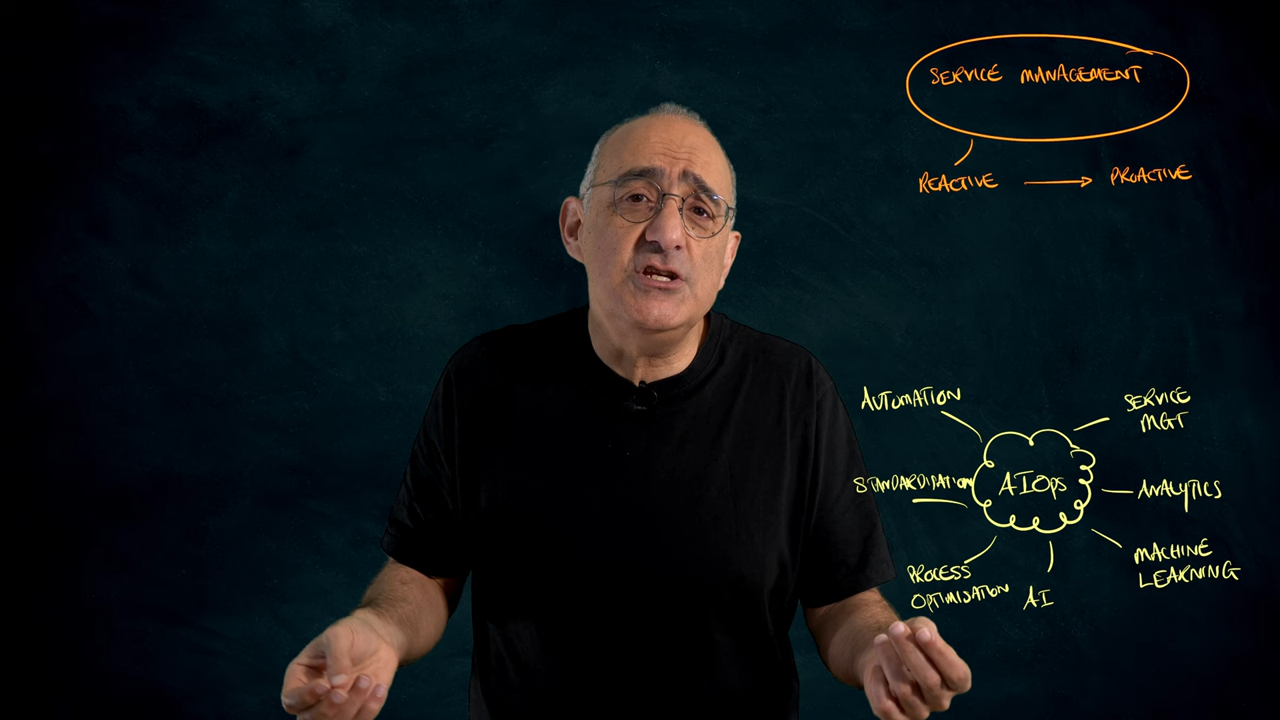 SERVICE MANAGEMENT
REACTIVE → PROACTIVE
AUTOMATION
SERVICE
MGT
STANDARDISATION
AIOps
ANALYTICS
MACHINE
LEARNING
PROCESS
OPTIMISATION
AI